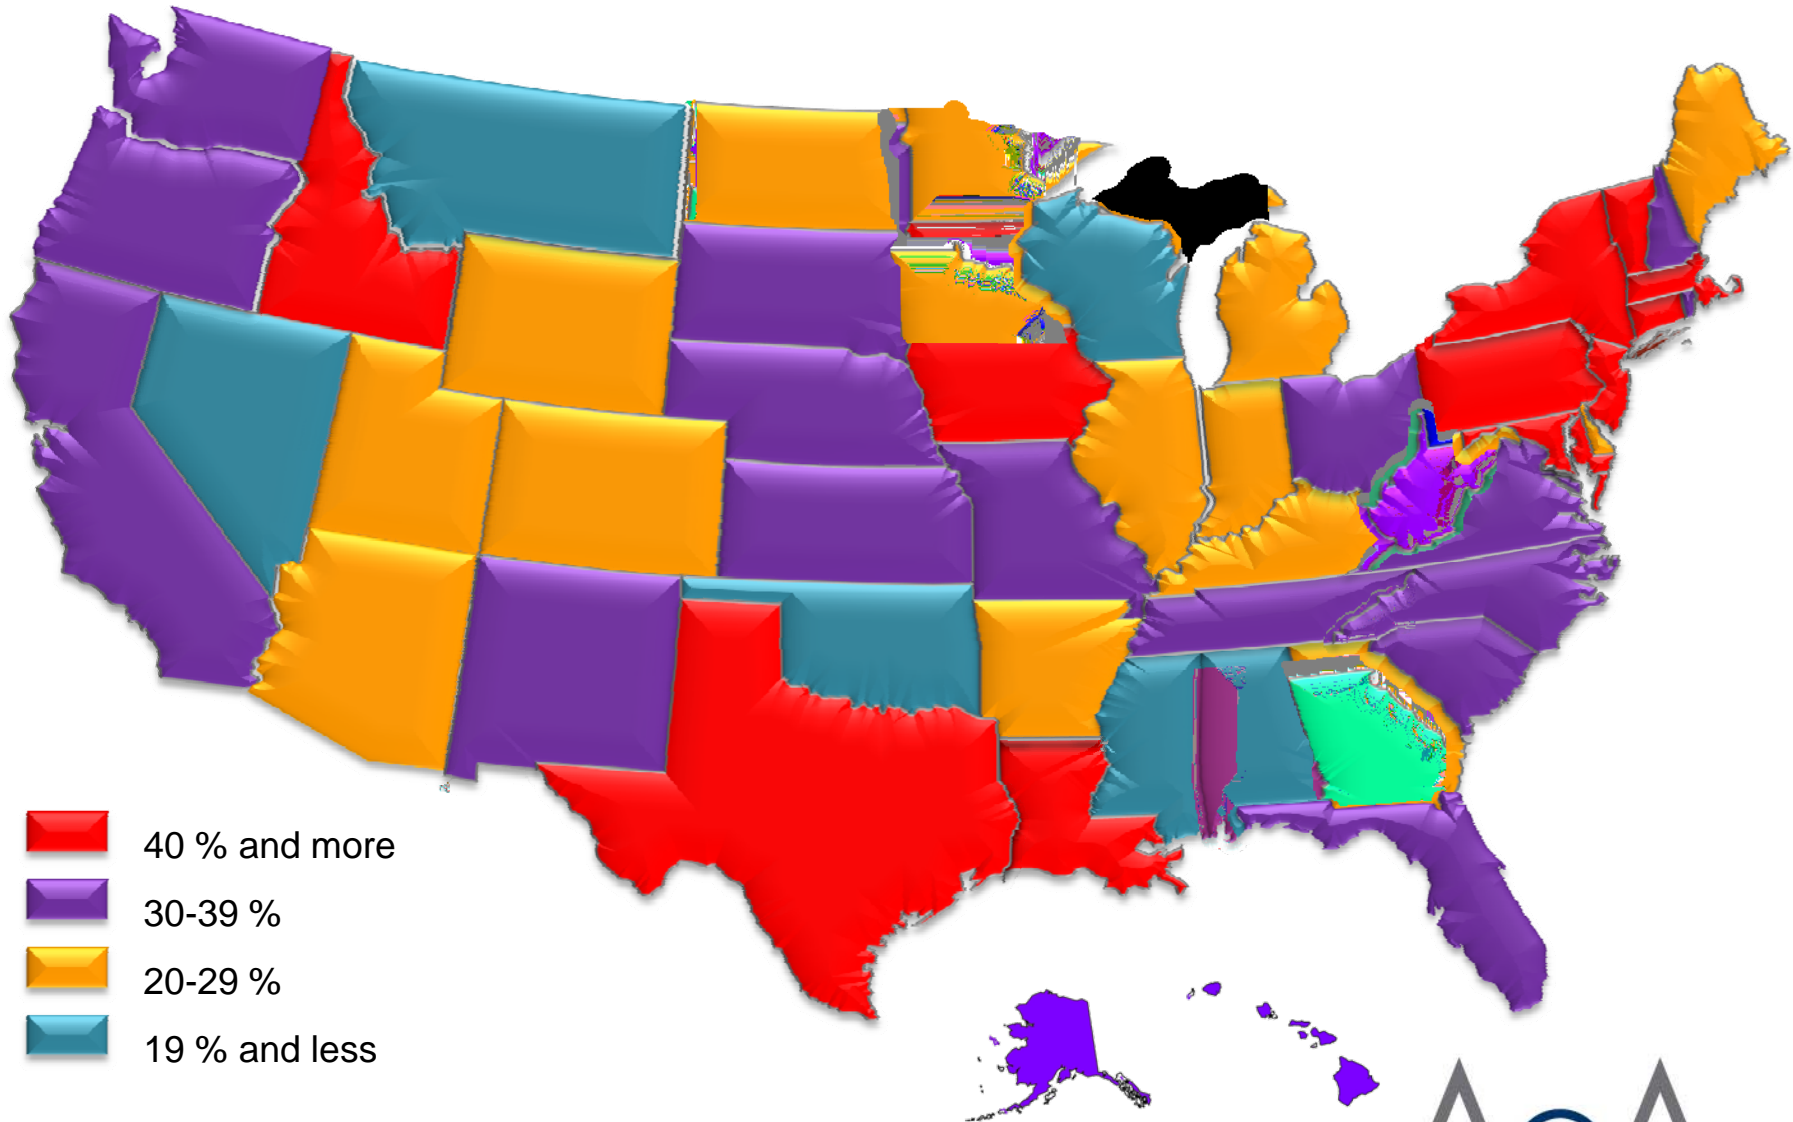 40 % and more
30-39 %
20-29 %
19 % and less